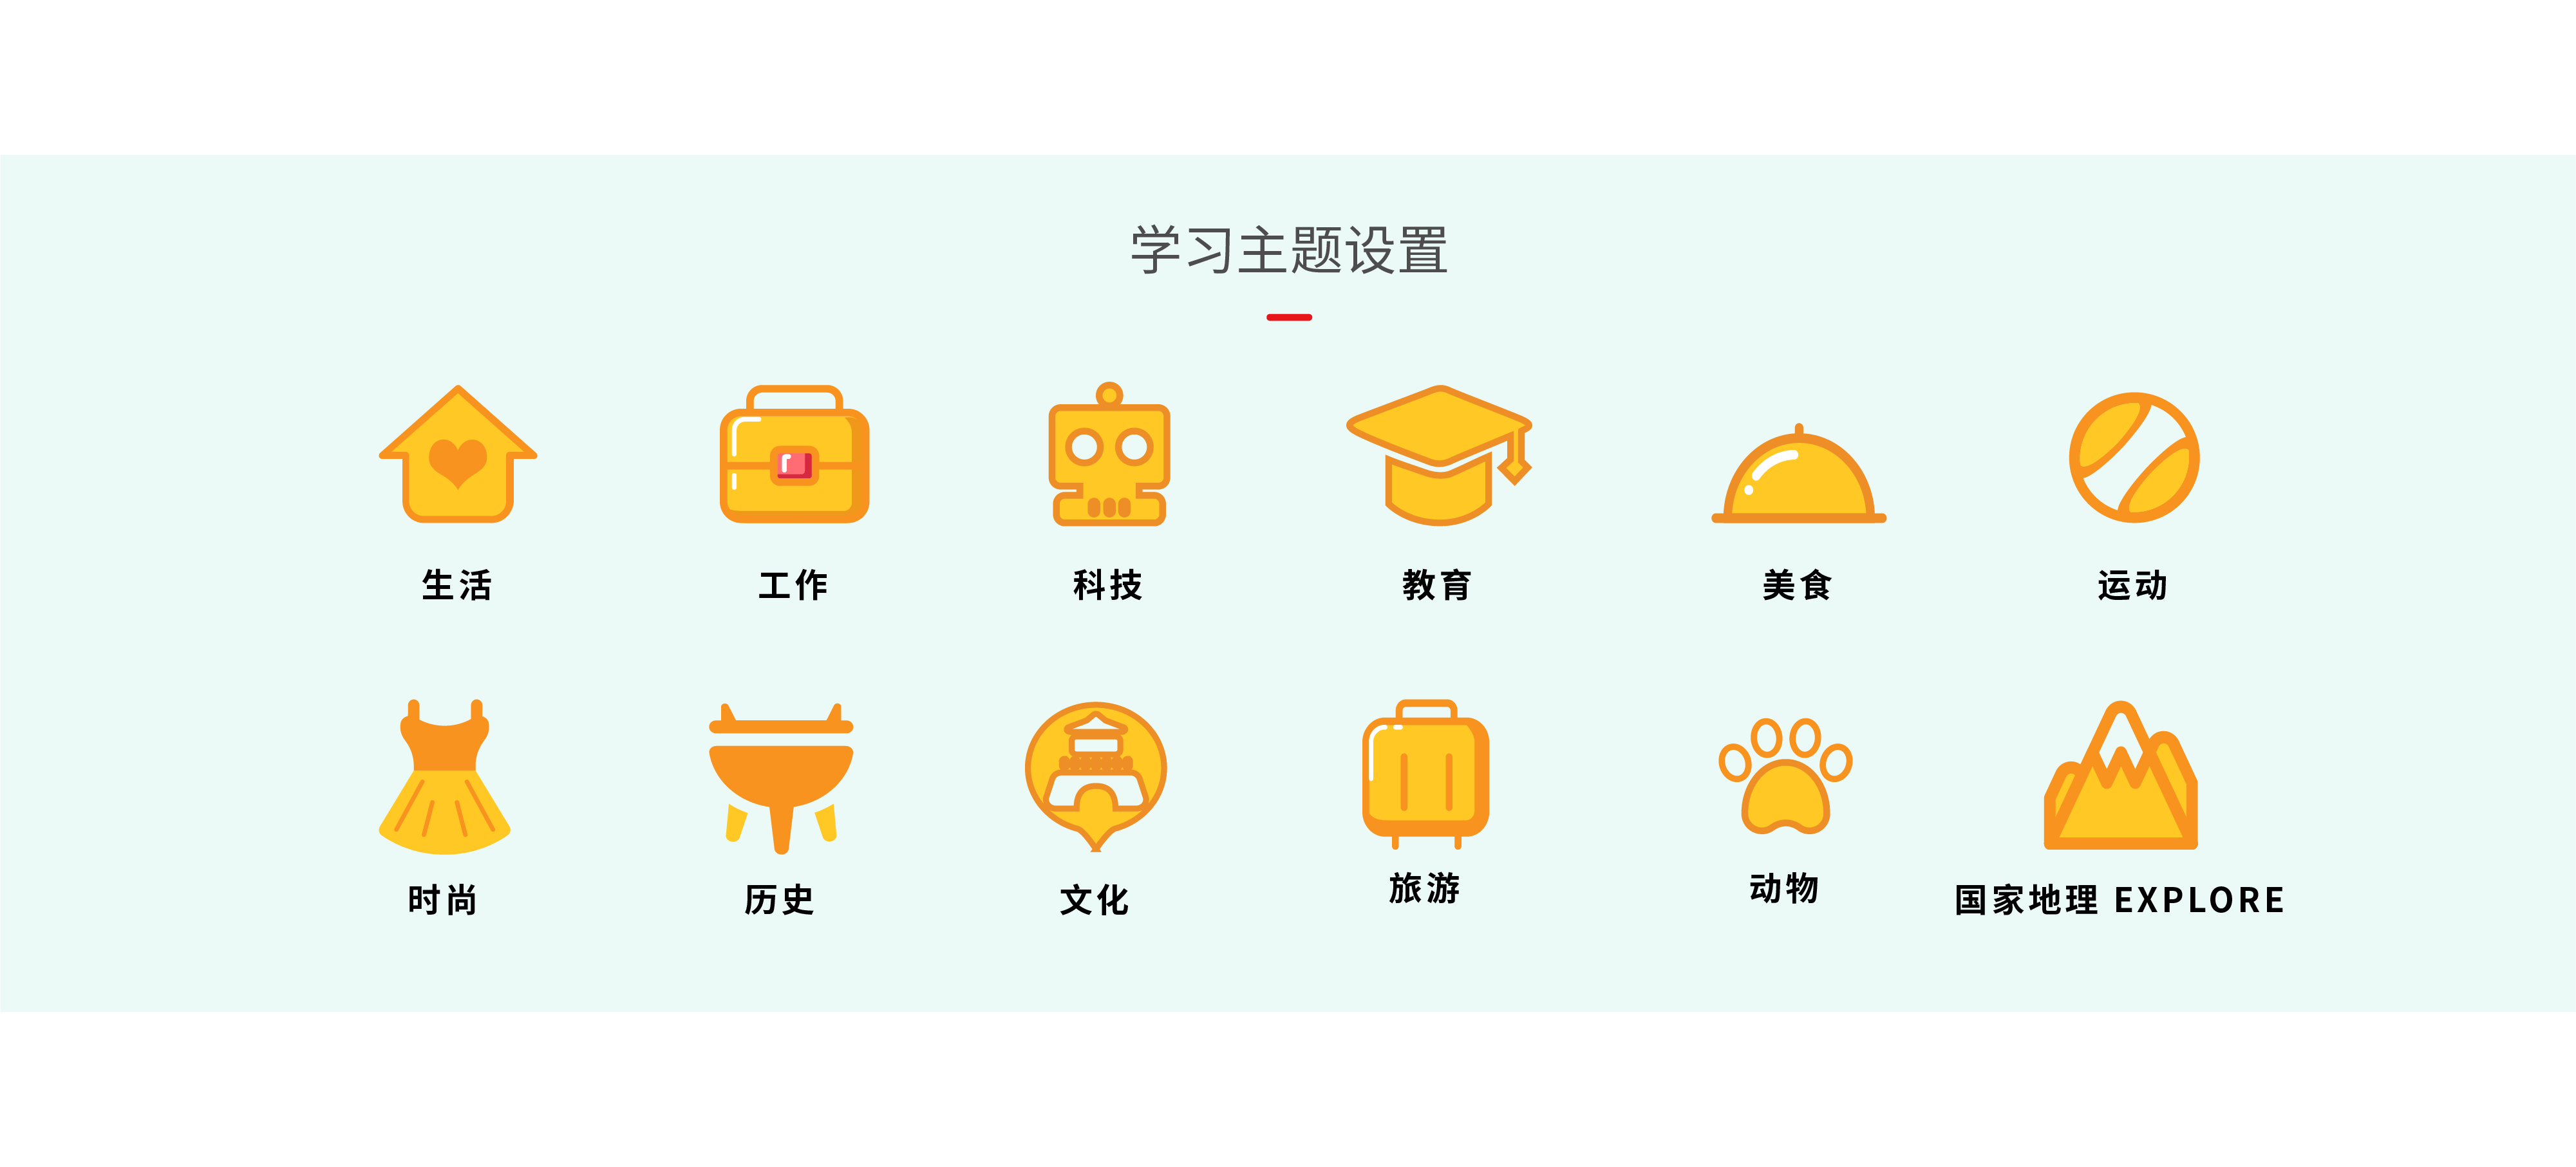 学习主题设置
生活 工作 科技 教育 美食 运动
时尚 历史 文化 旅游 动物 国家地理 EXPLORE